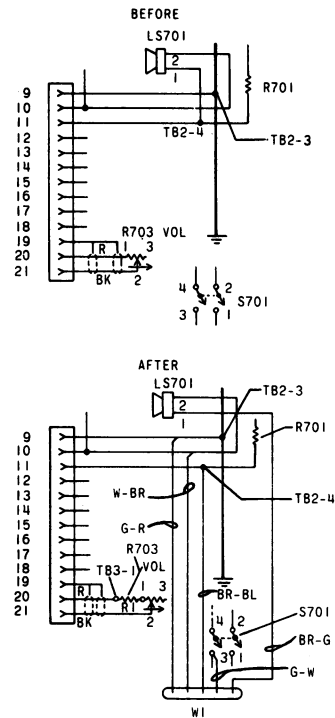 BEFORE
LS701
2
1
R701
9
10
11
12
13
14
15
16
17
18
19
20
21
TB2-4
TB2-3
R703 VOL
R
1
3
BK
2
4
2
S701
3
1
AFTER
LS701
2
1
TB2-3
R701
9
10
11
12
13
14
15
16
17
18
19
20
21
W-BR
G-R
TB2-4
R703
VOL
TB3-1
R
1
3
R1
BK
2
BR-BL
S701
4
2
3
1
BR-G
G-W
W1